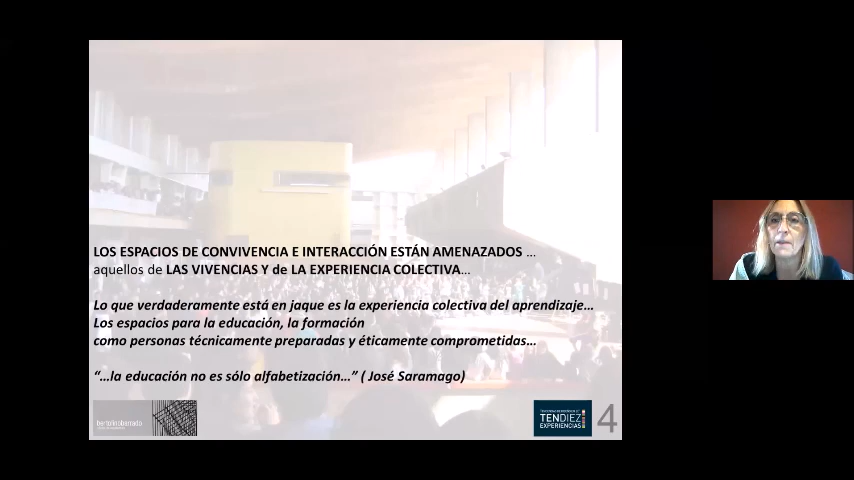 LOS ESPACIOS DE CONVIVENCIA E INTERACCIÓN ESTÁN AMENAZADOS ...
aquellos de LAS VIVENCIAS Y de LA EXPERIENCIA COLECTIVA...
Lo que verdaderamente está en jaque es la experiencia colectiva del aprendizaje...
Los espacios para la educación, la formación
como personas técnicamente preparadas y éticamente comprometidas...
“...la educación no es sólo alfabetización...” ( José Saramago)
TENDIEZ
EXPERIENCIAS
4